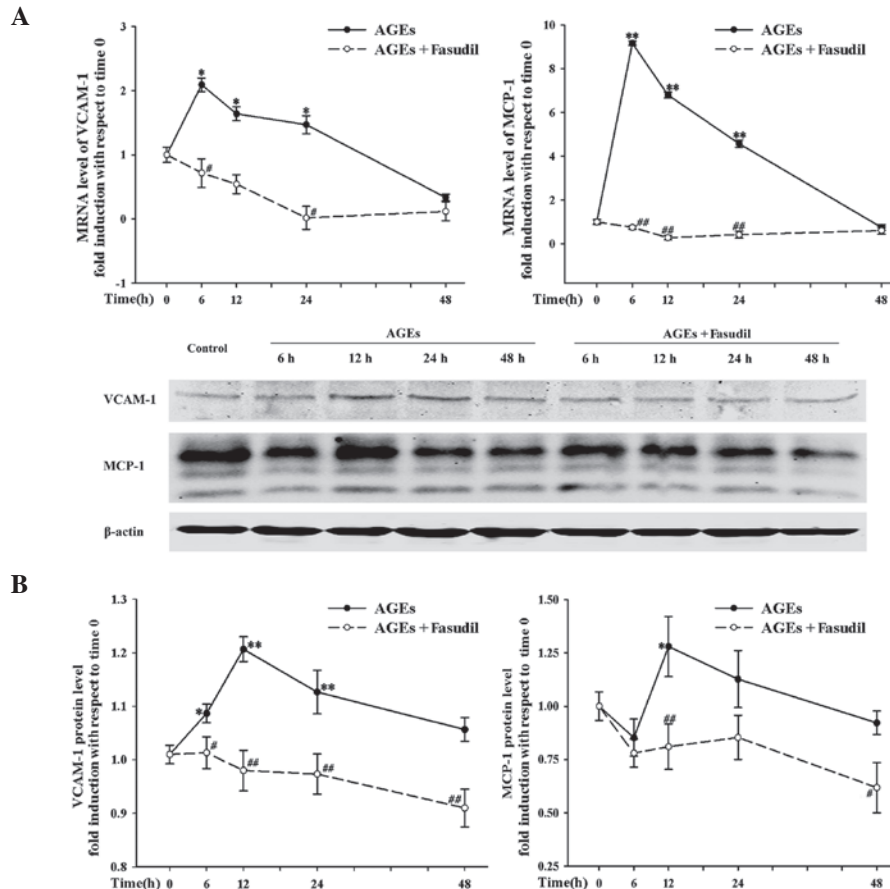 A
AGEs
AGEs + Fasudil
MRNA level of VCAM-1
fold induction with respect to time 0
3
2
1
0
-1
*
*
*
#
#
Time(h) 0 6 12 24 48
AGEs
AGEs + Fasudil
MRNA level of MCP-1
fold induction with respect to time 0
10
8
6
4
2
0
**
**
**
##
##
##
Time(h) 0 6 12 24 48
Control AGEs AGEs +Fasudil
6 h 12 h 24 h 48 h 6 h 12 h 24 h 48 h
VCAM-1
MCP-1
β-actin
B
AGEs
AGEs + Fasudil
VCAM-1 protein level
fold induction with respect to time 0
1.3
1.2
1.1
1.0
0.9
0.8
*
**
**
#
##
##
##
Time(h) 0 6 12 24 48
AGEs
AGEs + Fasudil
MCP-1 protein level
fold induction with respect to time 0
1.50
1.25
1.00
0.75
0.50
0.25
*
##
#
Time(h) 0 6 12 24 48